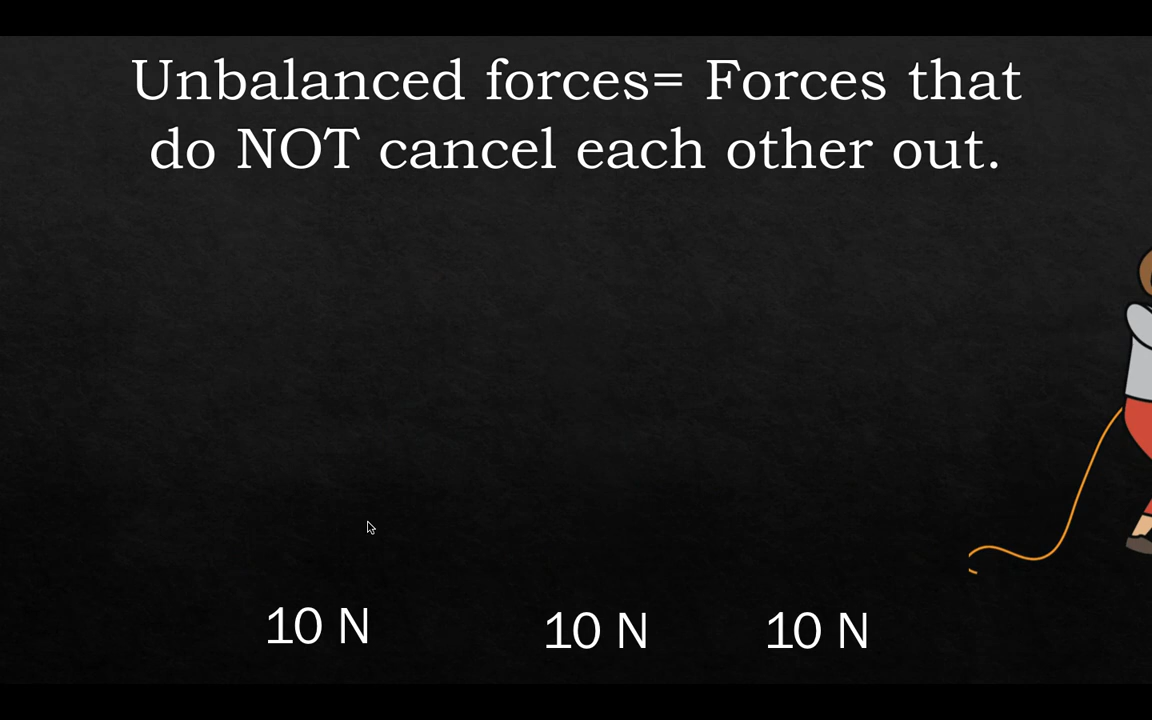 Unbalanced forces= Forces that
do NOT cancel each other out.
10 N 10 N 10 N